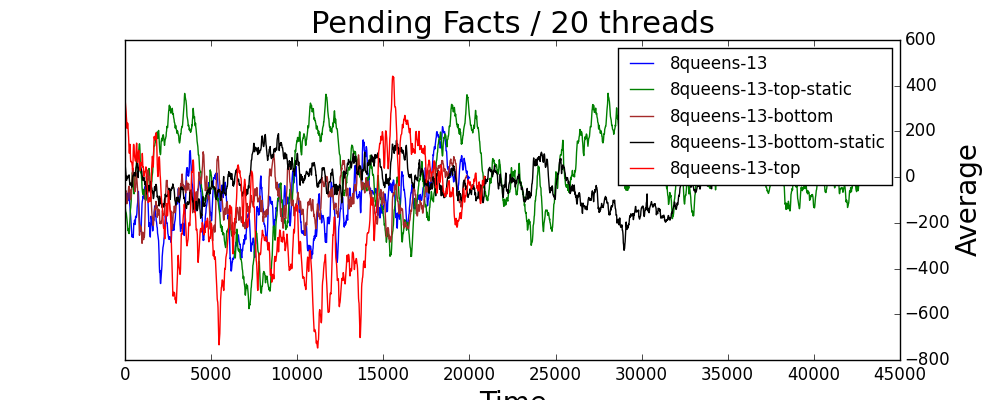 Pending Facts / 20 threads
8queens-13
8queens-13-top-static
8queens-13-bottom
8queens-13-bottom-static
8queens-13-top
600
400
200
0
−200
−400
−600
−800
Average
0 5000 10000 15000 20000 25000 30000 35000 40000 45000
Time